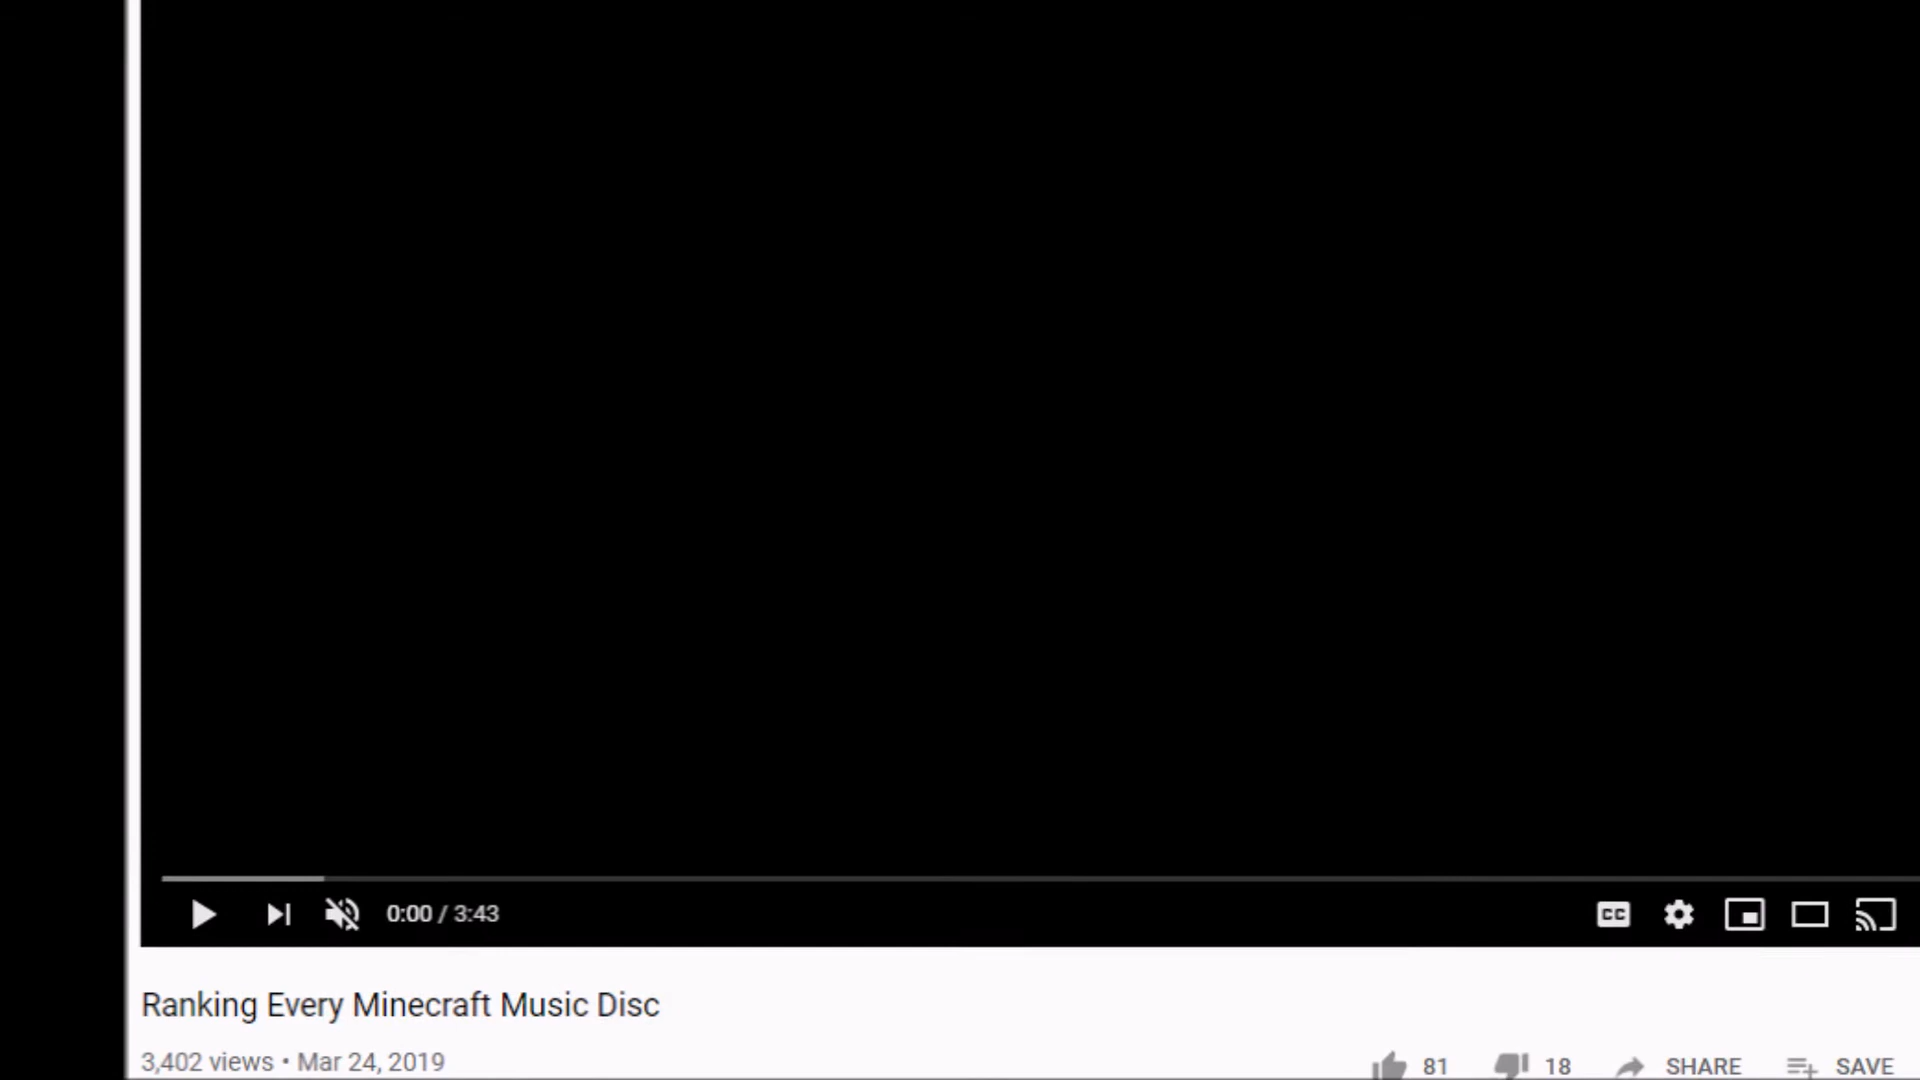 0:00 / 3:43
CC
Ranking Every Minecraft Music Disc
3,402 views • Mar 24, 2019
81
18
SHARE
SAVE